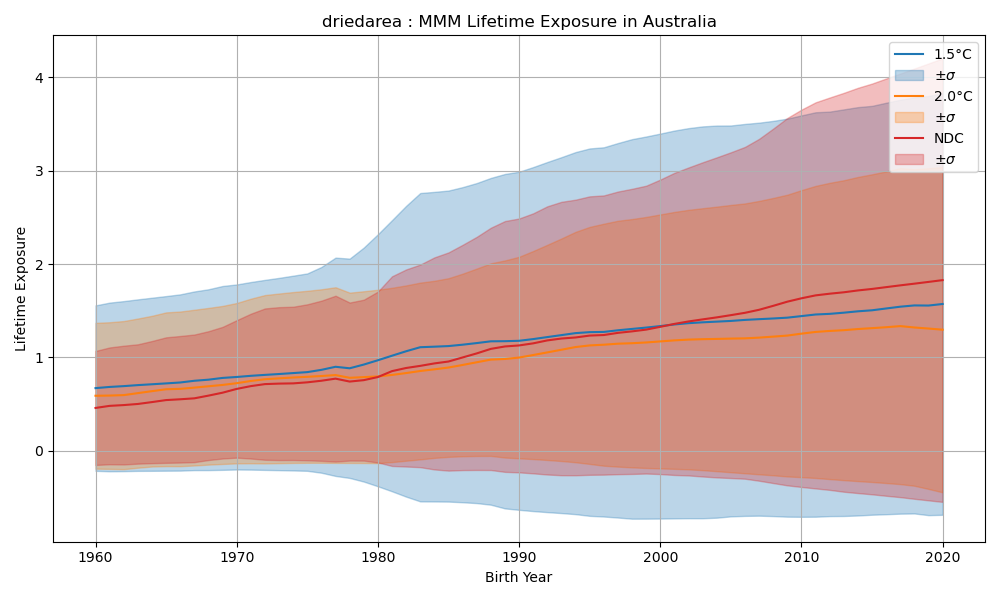 driedarea : MMM Lifetime Exposure in Australia
1.5°C
±σ
2.0°C
±σ
NDC
±σ
Lifetime Exposure
4
3
2
1
0
1960 1970 1980 1990 2000 2010 2020
Birth Year